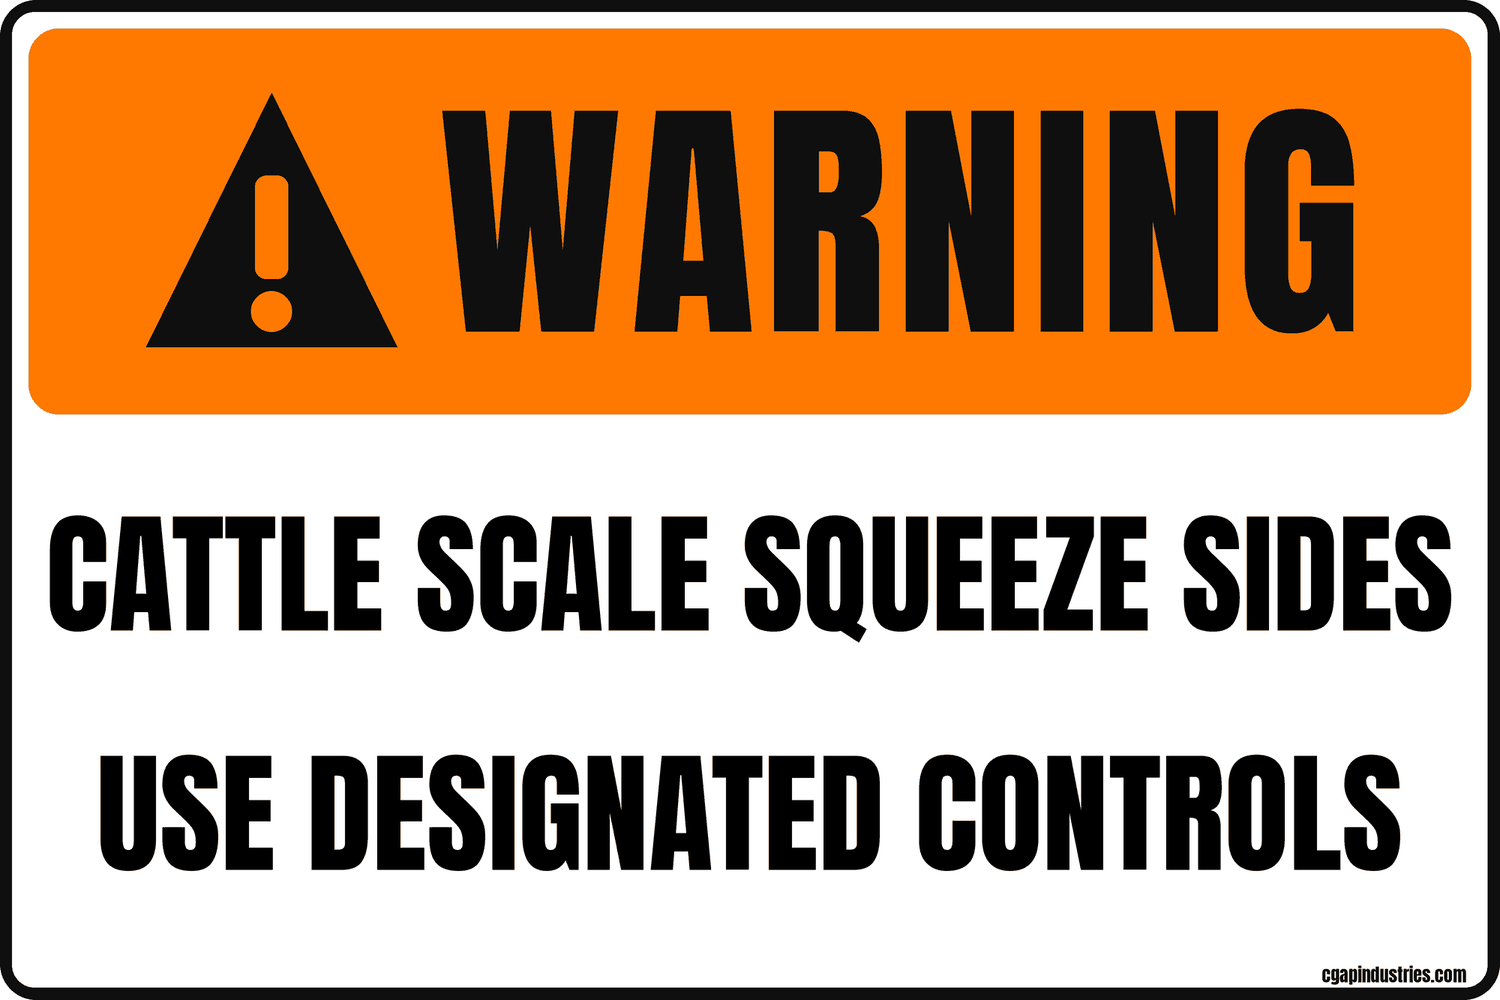 WARNING
CATTLE SCALE SQUEEZE SIDES
USE DESIGNATED CONTROLS
cgapindustries.com